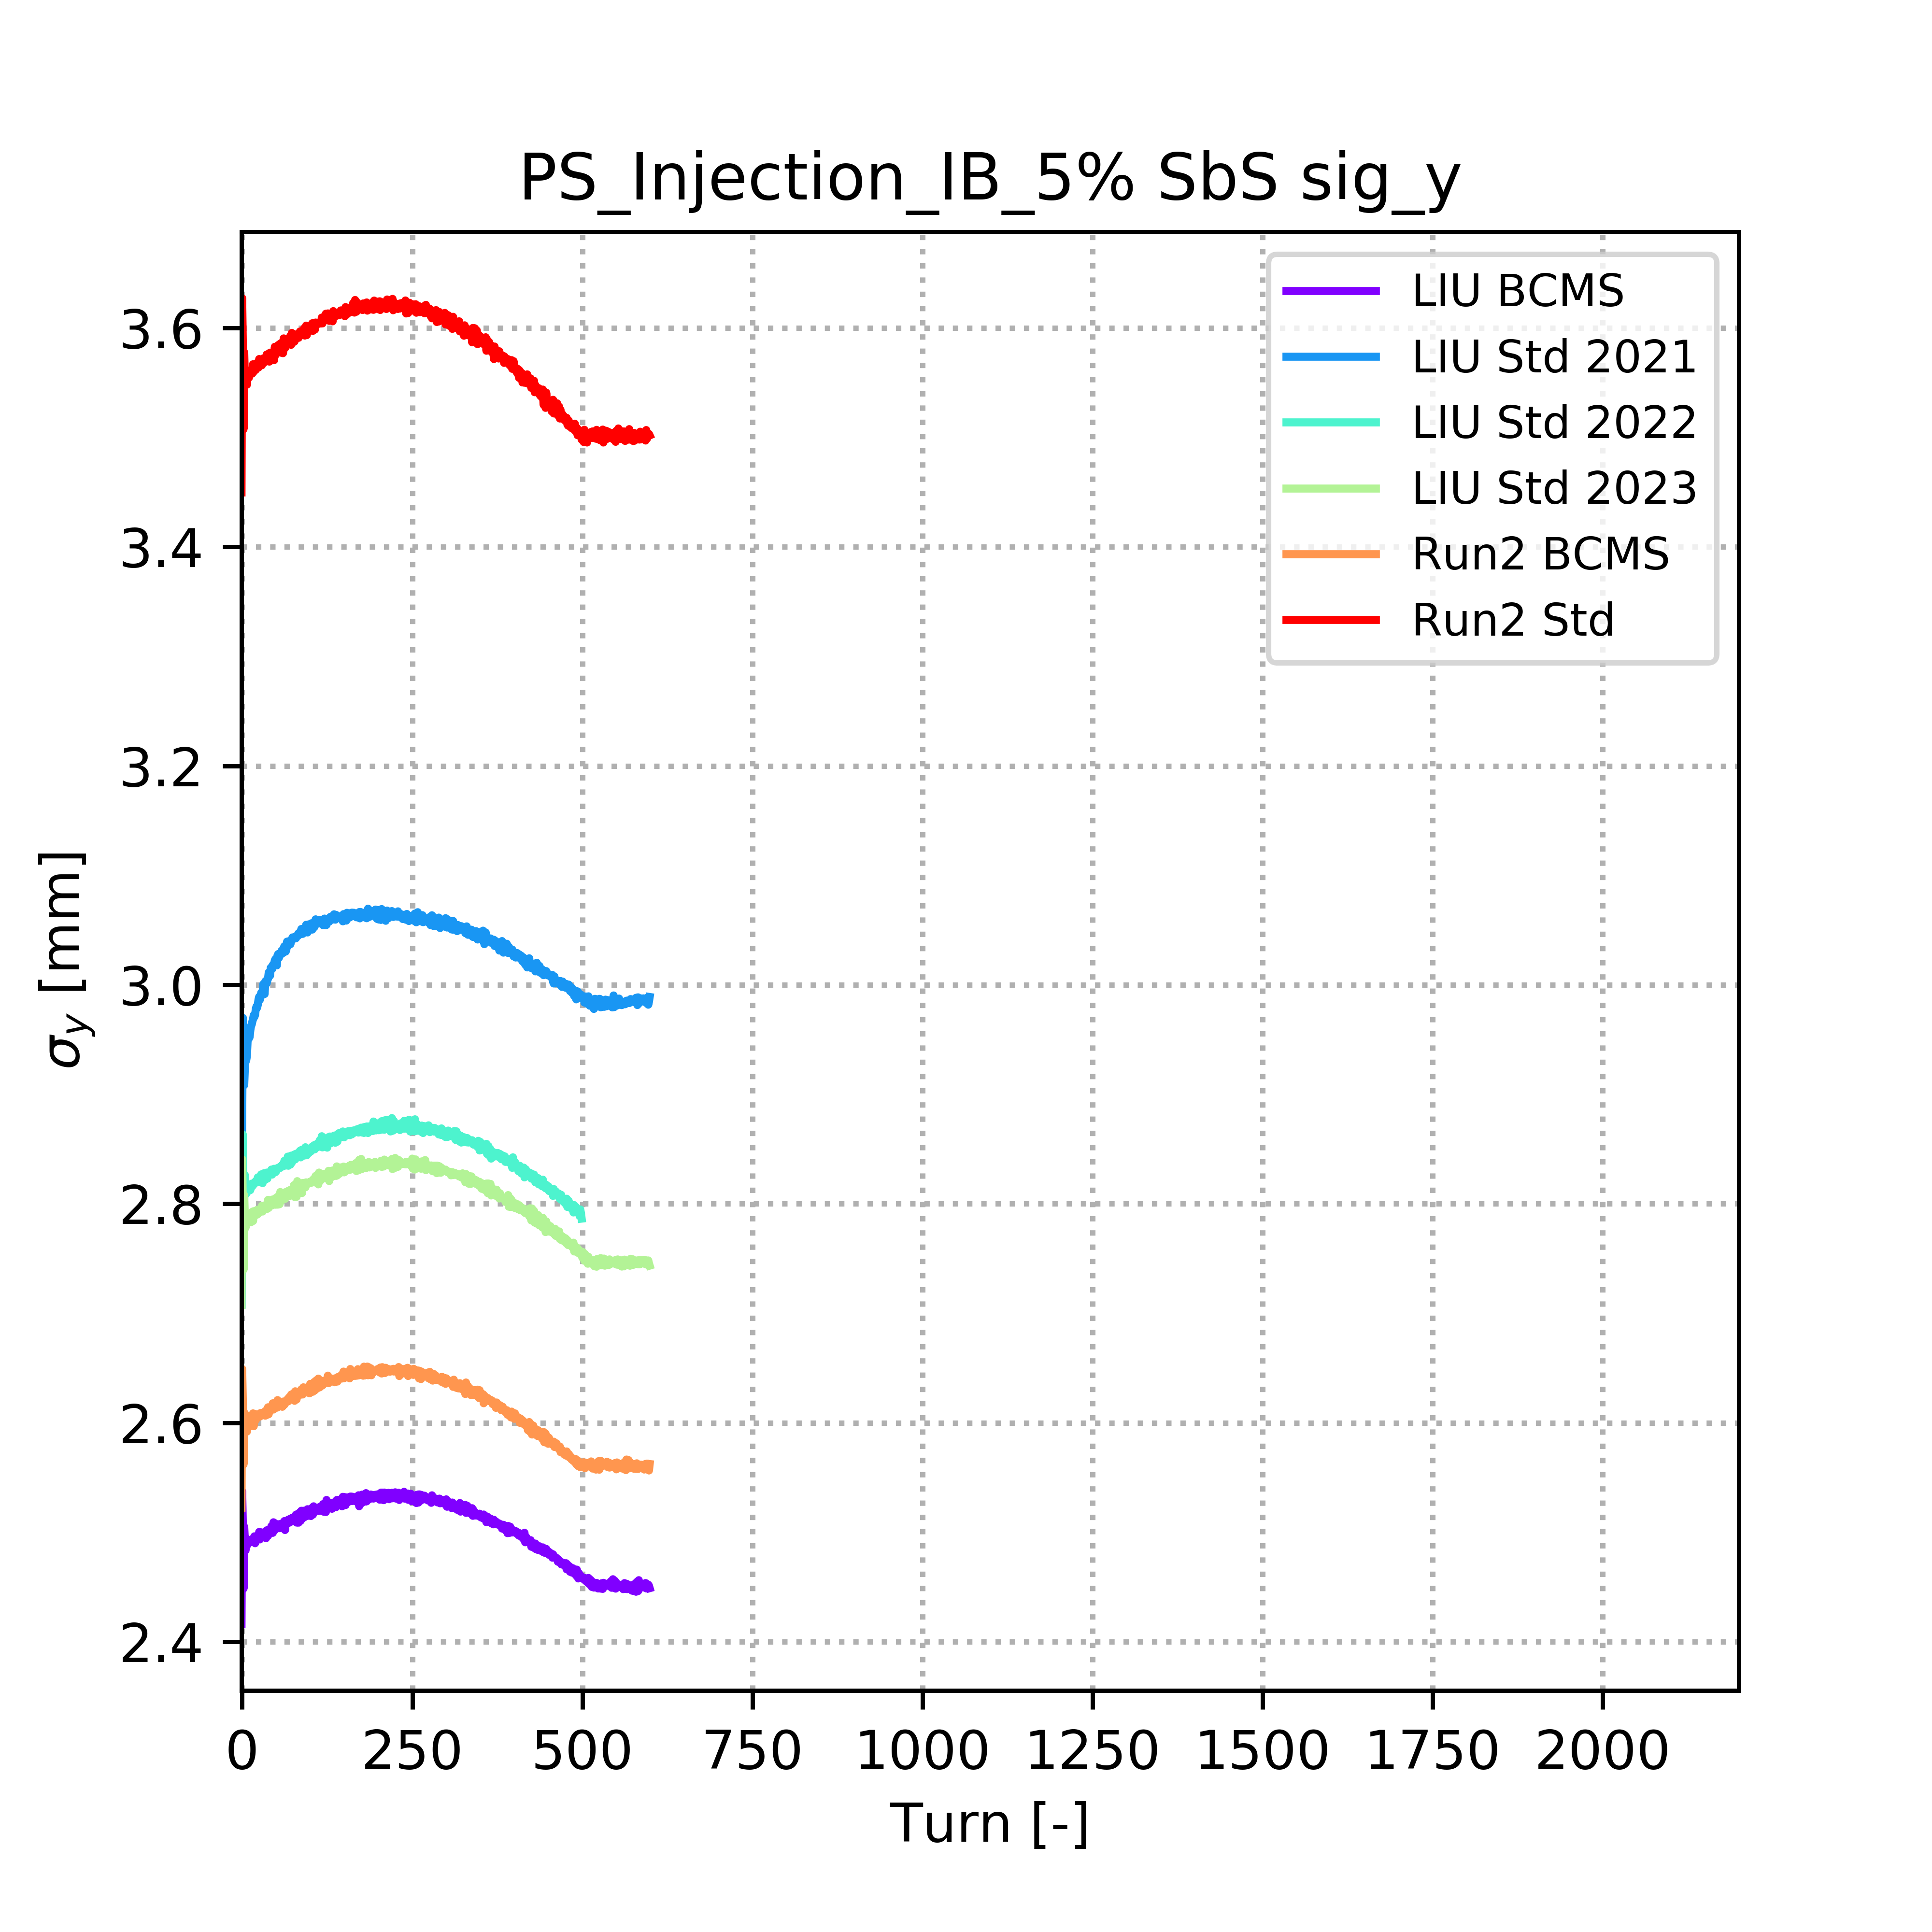 PS_Injection_IB_5% SbS sig_y
LIU BCMS
LIU Std 2021
LIU Std 2022
LIU Std 2023
Run2 BCMS
Run2 Std
3.6
3.4
3.2
3.0
2.8
2.6
2.4
σy [mm]
0 250 500 750 1000 1250 1500 1750 2000
Turn [-]